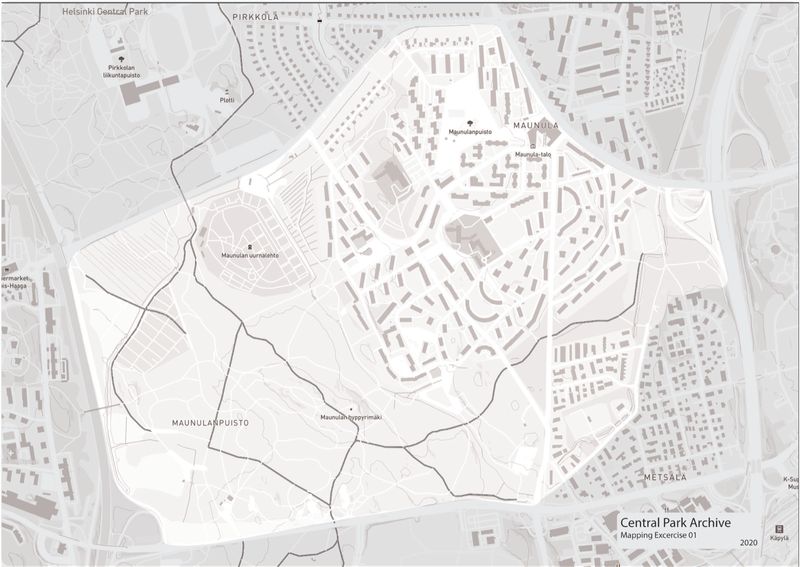 Helsinki Central Park
PIRKKOLA
Pirkkolan
liikuntapuisto
Plotti
Maunulanpuisto
MAUNULA
Maunula-talo
Maunulan uurnalehto
MAUNULANPUISTO
Maunulan hyppyrimäki
METSÄLÄ
Central Park Archive
Mapping Excercise 01
2020
Käpylä
K-Sup
Mus
ermarket
is-Haaga